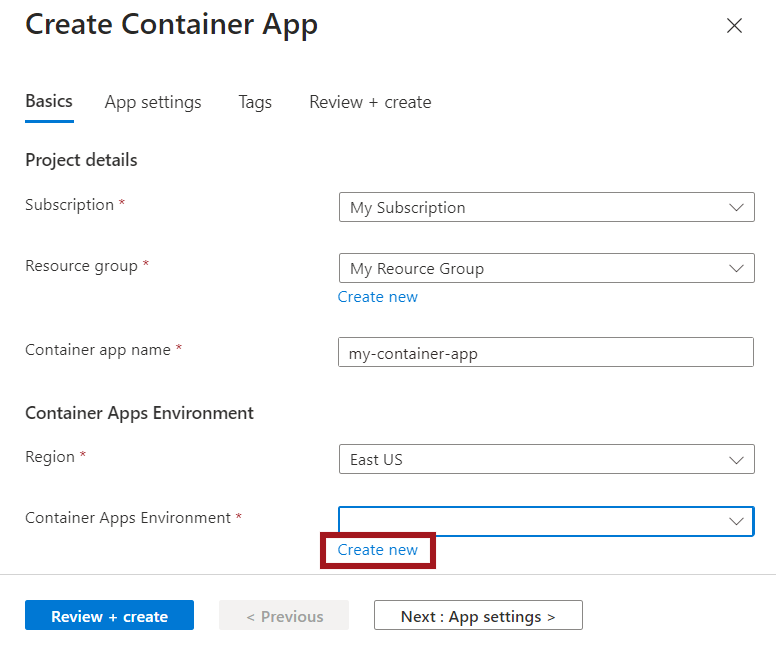 Create Container App
Basics App settings Tags Review + create
Project details
Subscription * My Subscription
Resource group * My Reource Group
Create new
Container app name * my-container-app
Container Apps Environment
Region * East US
Container Apps Environment *
Create new
Review + create < Previous Next : App settings >